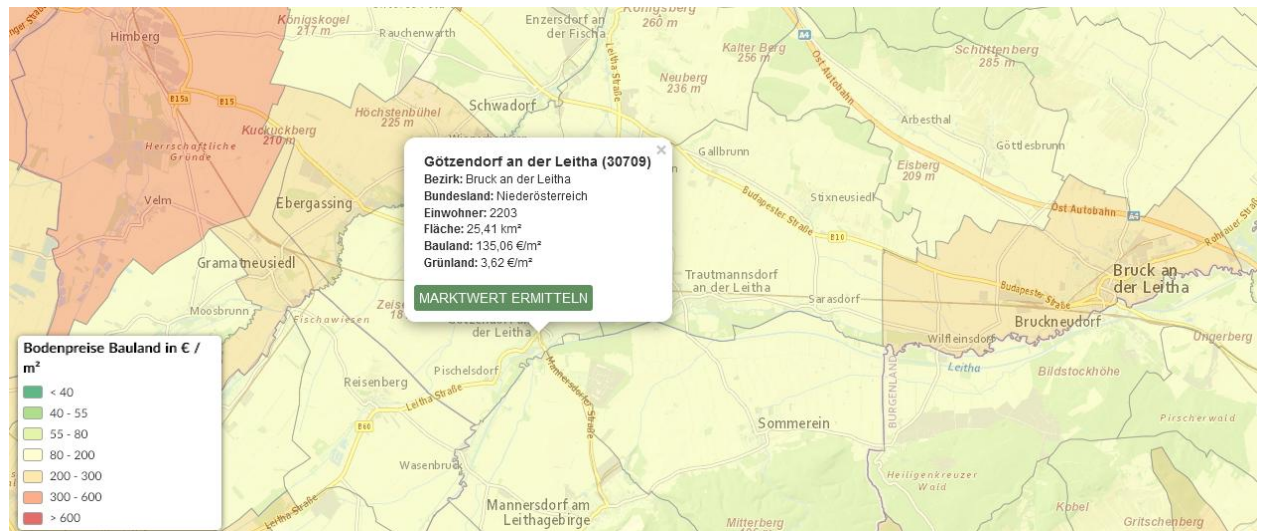 Königskogel
217 m
Himberg
Rauchenwarth
Enzersdorf an
der Fischa
Königsberg
260 m
Kalter Berg
256 m
A4
Ost Autobahn
Schüttenberg
285 m
Leitha Straße
Neuberg
236 m
B15a
B15
Höchstenbühel
225 m
Schwadorf
Arbesthal
Kuckuckberg
210 m
Herrschaftliche
Gründe
Götzendorf an der Leitha (30709)
×
Bezirk: Bruck an der Leitha
Bundesland: Niederösterreich
Einwohner: 2203
Fläche: 25,41 km²
Bauland: 135,06 €/m²
Grünland: 3,62 €/m²
MARKTWERT ERMITTELN
Gallbrunn
Göttlesbrunn
Eisberg
209 m
Velm
Ebergassing
Budapester Straße
Stixneusiedl
Ost Autobahn
A4
B10
Rohrauer
Gramatneusiedl
Trautmannsdorf
an der Leitha
Sarasdorf
Budapester Straße
Bruck an
der Leitha
Moosbrunn
Fischawiesen
der Leitha
Bruckneudorf
Wilfleinsdorf
Ungerberg
Bodenpreise Bauland in € /
m²
< 40
40 - 55
55 - 80
80 - 200
200 - 300
300 - 600
> 600
Pischelsdorf
Mannersdorfer Straße
Reisenberg
Leitha Straße
B60
Leitha
Bildstockhöhe
BURGENLAND
Sommerein
Pirscherwald
Wasenbruck
Heiligenkreuzer
Wald
Mannersdorf am
Leithagebirge
Leitha-Straße
Mitterberg
Kobel
Gritschenberg